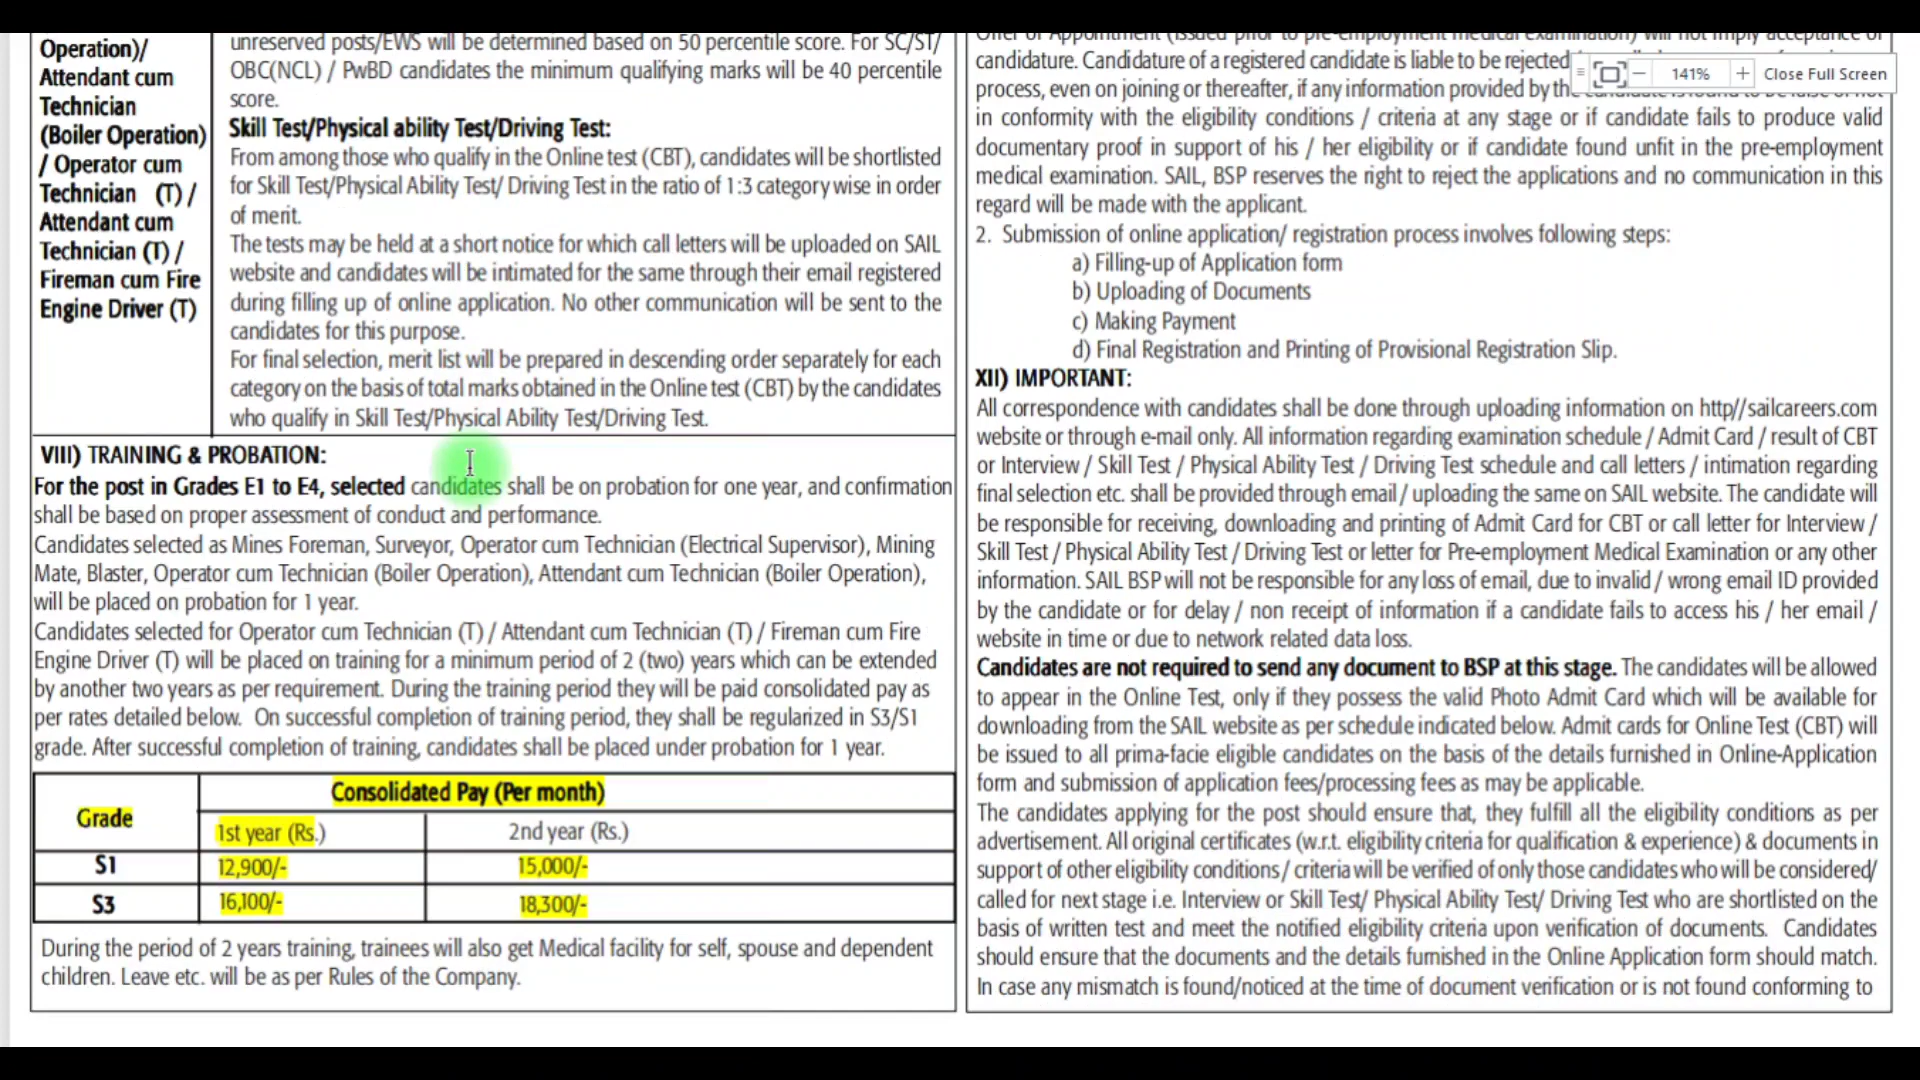 Operation)/
Attendant cum
Technician
(Boiler Operation)
/ Operator cum
Technician (T) /
Attendant cum
Technician (T) /
Fireman cum Fire
Engine Driver (T)
unreserved posts/EWS will be determined based on 50 percentile score. For SC/ST/
OBC(NCL) / PwBD candidates the minimum qualifying marks will be 40 percentile
score.
Skill Test/Physical ability Test/Driving Test:
From among those who qualify in the Online test (CBT), candidates will be shortlisted
for Skill Test/Physical Ability Test/ Driving Test in the ratio of 1:3 category wise in order
of merit.
The tests may be held at a short notice for which call letters will be uploaded on SAIL
website and candidates will be intimated for the same through their email registered
during filling up of online application. No other communication will be sent to the
candidates for this purpose.
For final selection, merit list will be prepared in descending order separately for each
category on the basis of total marks obtained in the Online test (CBT) by the candidates
who qualify in Skill Test/Physical Ability Test/Driving Test.
VIII) TRAINING & PROBATION:
For the post in Grades E1 to E4, selected candidates shall be on probation for one year, and confirmation
shall be based on proper assessment of conduct and performance.
Candidates selected as Mines Foreman, Surveyor, Operator cum Technician (Electrical Supervisor), Mining
Mate, Blaster, Operator cum Technician (Boiler Operation), Attendant cum Technician (Boiler Operation),
will be placed on probation for 1 year.
Candidates selected for Operator cum Technician (T) / Attendant cum Technician (T) / Fireman cum Fire
Engine Driver (T) will be placed on training for a minimum period of 2 (two) years which can be extended
by another two years as per requirement. During the training period they will be paid consolidated pay as
per rates detailed below. On successful completion of training period, they shall be regularized in S3/S1
grade. After successful completion of training, candidates shall be placed under probation for 1 year.
Consolidated Pay (Per month)
Grade
1st year (Rs.) 2nd year (Rs.)
S1 12,900/- 15,000/-
S3 16,100/- 18,300/-
During the period of 2 years training, trainees will also get Medical facility for self, spouse and dependent
children. Leave etc. will be as per Rules of the Company.
Offer of Appointment (issued prior to pre-employment medical examination) will not imply acceptance of
candidature. Candidature of a registered candidate is liable to be rejected
process, even on joining or thereafter, if any information provided by the candidate is found to be false or not
in conformity with the eligibility conditions / criteria at any stage or if candidate fails to produce valid
documentary proof in support of his / her eligibility or if candidate found unfit in the pre-employment
medical examination. SAIL, BSP reserves the right to reject the applications and no communication in this
regard will be made with the applicant.
2. Submission of online application/ registration process involves following steps:
a) Filling-up of Application form
b) Uploading of Documents
c) Making Payment
d) Final Registration and Printing of Provisional Registration Slip.
XII) IMPORTANT:
All correspondence with candidates shall be done through uploading information on http//sailcareers.com
website or through e-mail only. All information regarding examination schedule / Admit Card / result of CBT
or Interview / Skill Test / Physical Ability Test / Driving Test schedule and call letters / intimation regarding
final selection etc. shall be provided through email / uploading the same on SAIL website. The candidate will
be responsible for receiving, downloading and printing of Admit Card for CBT or call letter for Interview /
Skill Test / Physical Ability Test / Driving Test or letter for Pre-employment Medical Examination or any other
information. SAIL BSP will not be responsible for any loss of email, due to invalid / wrong email ID provided
by the candidate or for delay / non receipt of information if a candidate fails to access his / her email /
website in time or due to network related data loss.
Candidates are not required to send any document to BSP at this stage. The candidates will be allowed
to appear in the Online Test, only if they possess the valid Photo Admit Card which will be available for
downloading from the SAIL website as per schedule indicated below. Admit cards for Online Test (CBT) will
be issued to all prima-facie eligible candidates on the basis of the details furnished in Online-Application
form and submission of application fees/processing fees as may be applicable.
The candidates applying for the post should ensure that, they fulfill all the eligibility conditions as per
advertisement. All original certificates (w.r.t. eligibility criteria for qualification & experience) & documents in
support of other eligibility conditions / criteria will be verified of only those candidates who will be considered/
called for next stage i.e. Interview or Skill Test/ Physical Ability Test/ Driving Test who are shortlisted on the
basis of written test and meet the notified eligibility criteria upon verification of documents. Candidates
should ensure that the documents and the details furnished in the Online Application form should match.
In case any mismatch is found/noticed at the time of document verification or is not found conforming to
141%
Close Full Screen